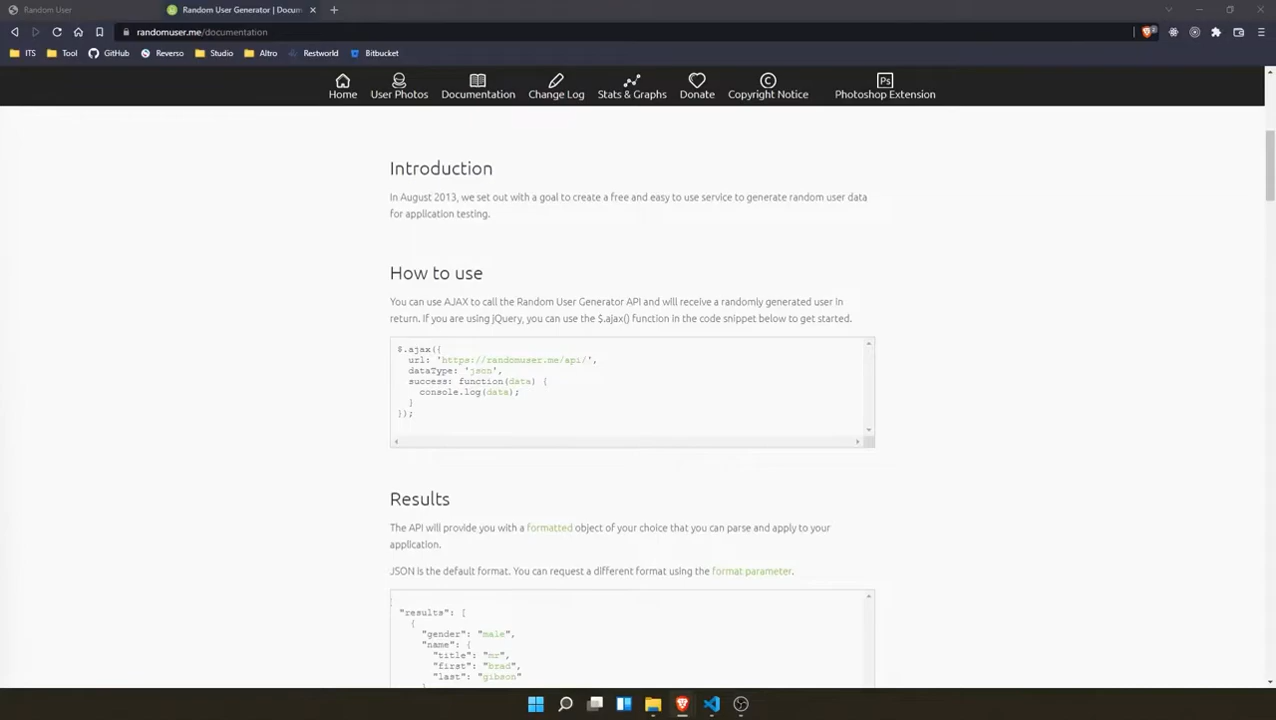 Random User
Random User Generator | Docum
randomuser.me/documentation
ITS
Tool
GitHub
Reverso
Studio
Altro
Restworld
Bitbucket
Home
User Photos
Documentation
Change Log
Stats & Graphs
Donate
Copyright Notice
Ps
Photoshop Extension
Introduction
In August 2013, we set out with a goal to create a free and easy to use service to generate random user data
for application testing.
How to use
You can use AJAX to call the Random User Generator API and will receive a randomly generated user in
return. If you are using jQuery, you can use the $.ajax() function in the code snippet below to get started.
$.ajax({
url: 'https://randomuser.me/api/',
dataType: 'json',
success: function(data) {
console.log(data);
}
});
Results
The API will provide you with a formatted object of your choice that you can parse and apply to your
application.
JSON is the default format. You can request a different format using the format parameter.
"results": [
{
"gender": "male",
"name": {
"title": "mr",
"first": "brad",
"last": "gibson"